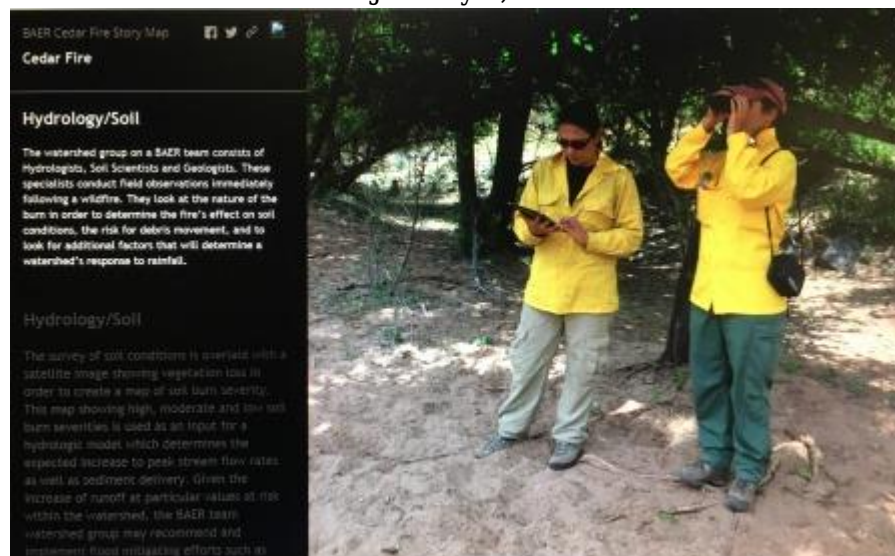 BAER Cedar Fire Story Map
Cedar Fire
Hydrology/Soil
The watershed group on a BAER team consists of
Hydrologists, Soil Scientists and Geologists. These
specialists conduct field observations immediately
following a wildfire. They look at the nature of the
burn in order to determine the fire's effect on soil
conditions, the risk for debris movement, and to
look for additional factors that will determine a
watershed's response to rainfall.
Hydrology/Soil
The survey of soil conditions is overlaid with a
satellite image showing vegetation loss in
order to create a map of soil burn severity.
This map showing high, moderate and low soil
burn severities is used as an input for a
hydrologic model which determines the
expected increase to peak stream flow rates
as well as sediment delivery. Given the
increase of runoff at particular values at risk
within the watershed, the BAER team
watershed group may recommend and
implement flood mitigating efforts such as